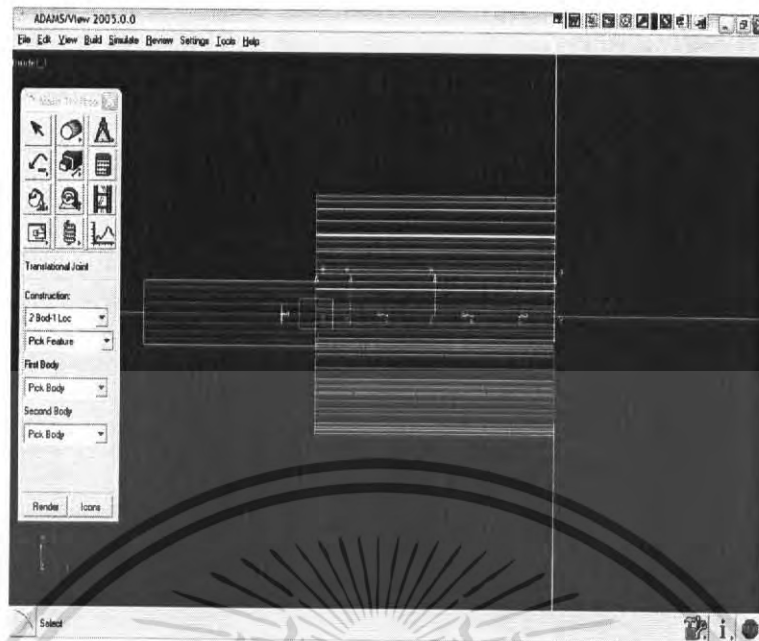 ADAMS/View 2005.0.0
File Edit View Build Simulate Review Settings Tools Help
Translational Joint
Construction:
2 Bod-1 Loc
Pick Feature
First Body
Pick Body
Second Body
Pick Body
Render Icons
Select